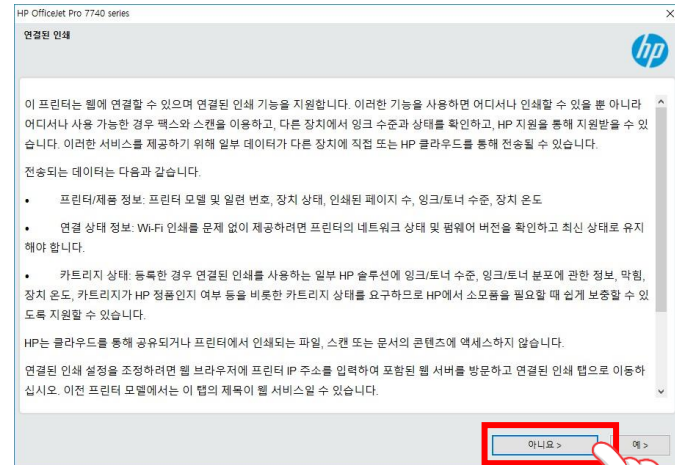 HP OfficeJet Pro 7740 series
연결된 인쇄
hp
이 프린터는 웹에 연결할 수 있으며 연결된 인쇄 기능을 지원합니다. 이러한 기능을 사용하면 어디서나 인쇄할 수 있을 뿐 아니라
어디서나 사용 가능한 경우 팩스와 스캔을 이용하고, 다른 장치에서 잉크 수준과 상태를 확인하고, HP 지원을 통해 지원받을 수 있
습니다. 이러한 서비스를 제공하기 위해 일부 데이터가 다른 장치에 직접 또는 HP 클라우드를 통해 전송될 수 있습니다.
전송되는 데이터는 다음과 같습니다.
• 프린터/제품 정보: 프린터 모델 및 일련 번호, 장치 상태, 인쇄된 페이지 수, 잉크/토너 수준, 장치 온도
• 연결 상태 정보: Wi-Fi 인쇄를 문제 없이 제공하려면 프린터의 네트워크 상태 및 펌웨어 버전을 확인하고 최신 상태로 유지
해야 합니다.
• 카트리지 상태: 등록한 경우 연결된 인쇄를 사용하는 일부 HP 솔루션에 잉크/토너 수준, 잉크/토너 분포에 관한 정보, 막힘,
장치 온도, 카트리지가 HP 정품인지 여부 등을 비롯한 카트리지 상태를 요구하므로 HP에서 소모품을 필요할 때 쉽게 보충할 수 있
도록 지원할 수 있습니다.
HP는 클라우드를 통해 공유되거나 프린터에서 인쇄되는 파일, 스캔 또는 문서의 콘텐츠에 액세스하지 않습니다.
연결된 인쇄 설정을 조정하려면 웹 브라우저에 프린터 IP 주소를 입력하여 포함된 웹 서버를 방문하고 연결된 인쇄 탭으로 이동하
십시오. 이전 프린터 모델에서는 이 탭의 제목이 웹 서비스일 수 있습니다.
아니요 > 예 >